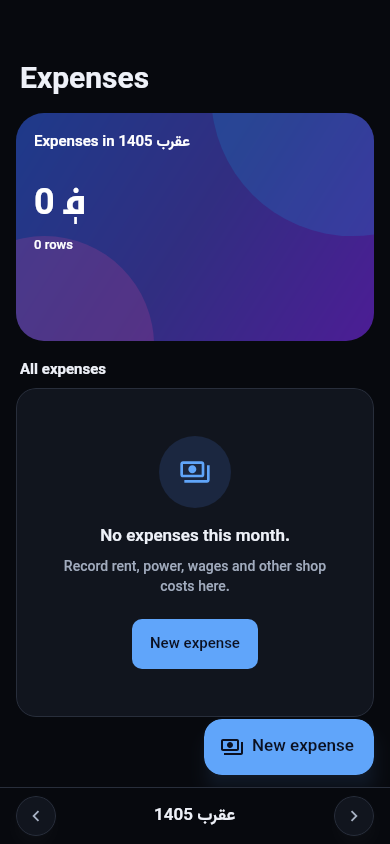 Expenses
Expenses in 1405 عقرب
0 ؋
0 rows
All expenses
No expenses this month.
Record rent, power, wages and other shop
costs here.
New expense
New expense
عقرب 1405